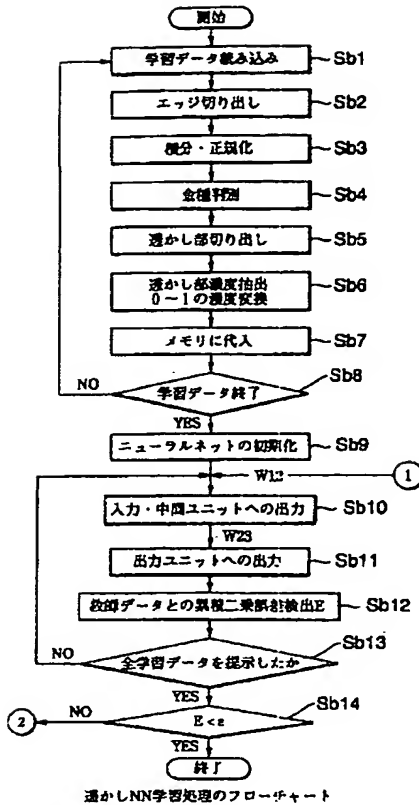 開始
学習データ読み込み
Sb1
エッジ切り出し
Sb2
積分・正規化
Sb3
金種判別
Sb4
透かし部切り出し
Sb5
透かし部濃度抽出
0〜1の濃度変換
Sb6
メモリに代入
Sb7
学習データ終了
Sb8
NO
YES
ニューラルネットの初期化
Sb9
W12
1
入力・中間ユニットへの出力
Sb10
W23
出力ユニットへの出力
Sb11
教師データとの累積二乗誤差検出E
Sb12
全学習データを提示したか
Sb13
NO
YES
E<ε
Sb14
NO
2
YES
終了
透かしNN学習処理のフローチャート